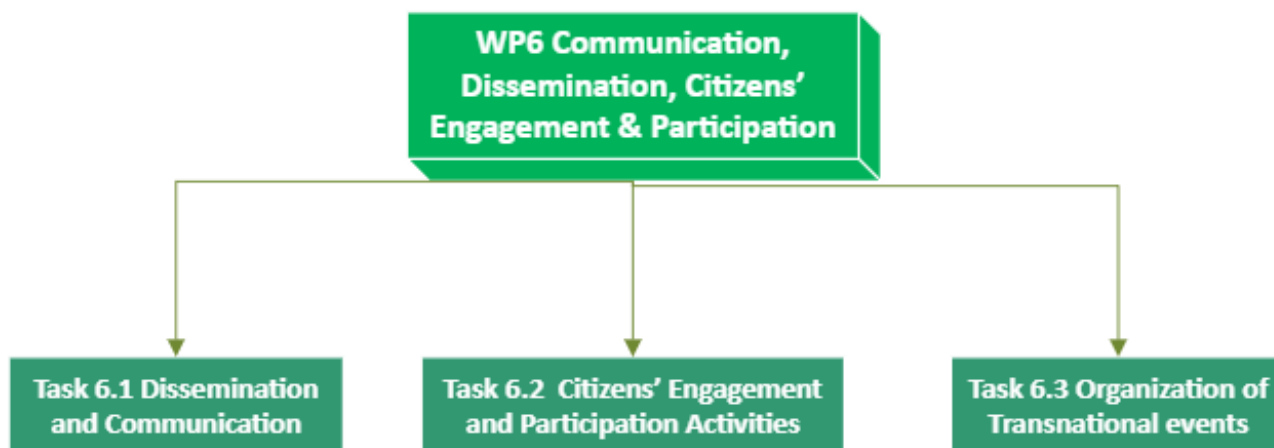 WP6 Communication,
Dissemination, Citizens’
Engagement & Participation
Task 6.1 Dissemination
and Communication
Task 6.2 Citizens’ Engagement
and Participation Activities
Task 6.3 Organization of
Transnational events